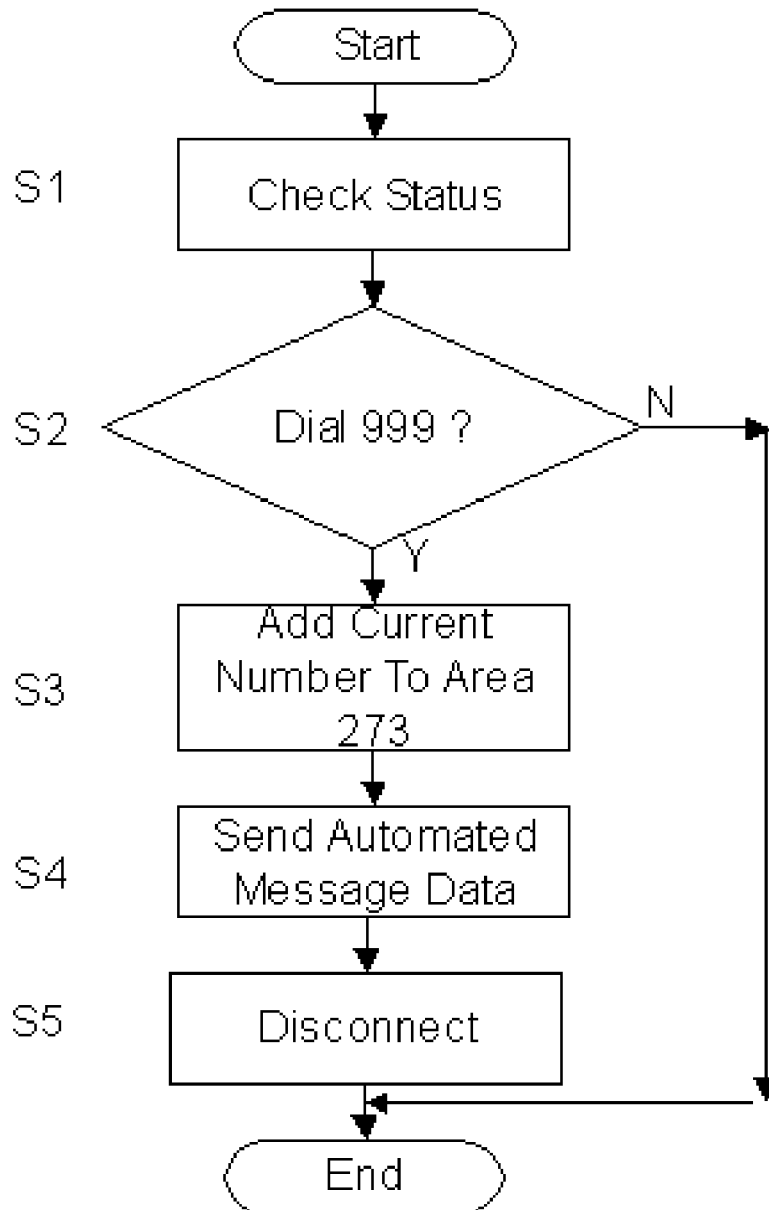 Start
S1
Check Status
S2
Dial 999 ?
N
Y
S3
Add Current
Number To Area
273
S4
Send Automated
Message Data
S5
Disconnect
End